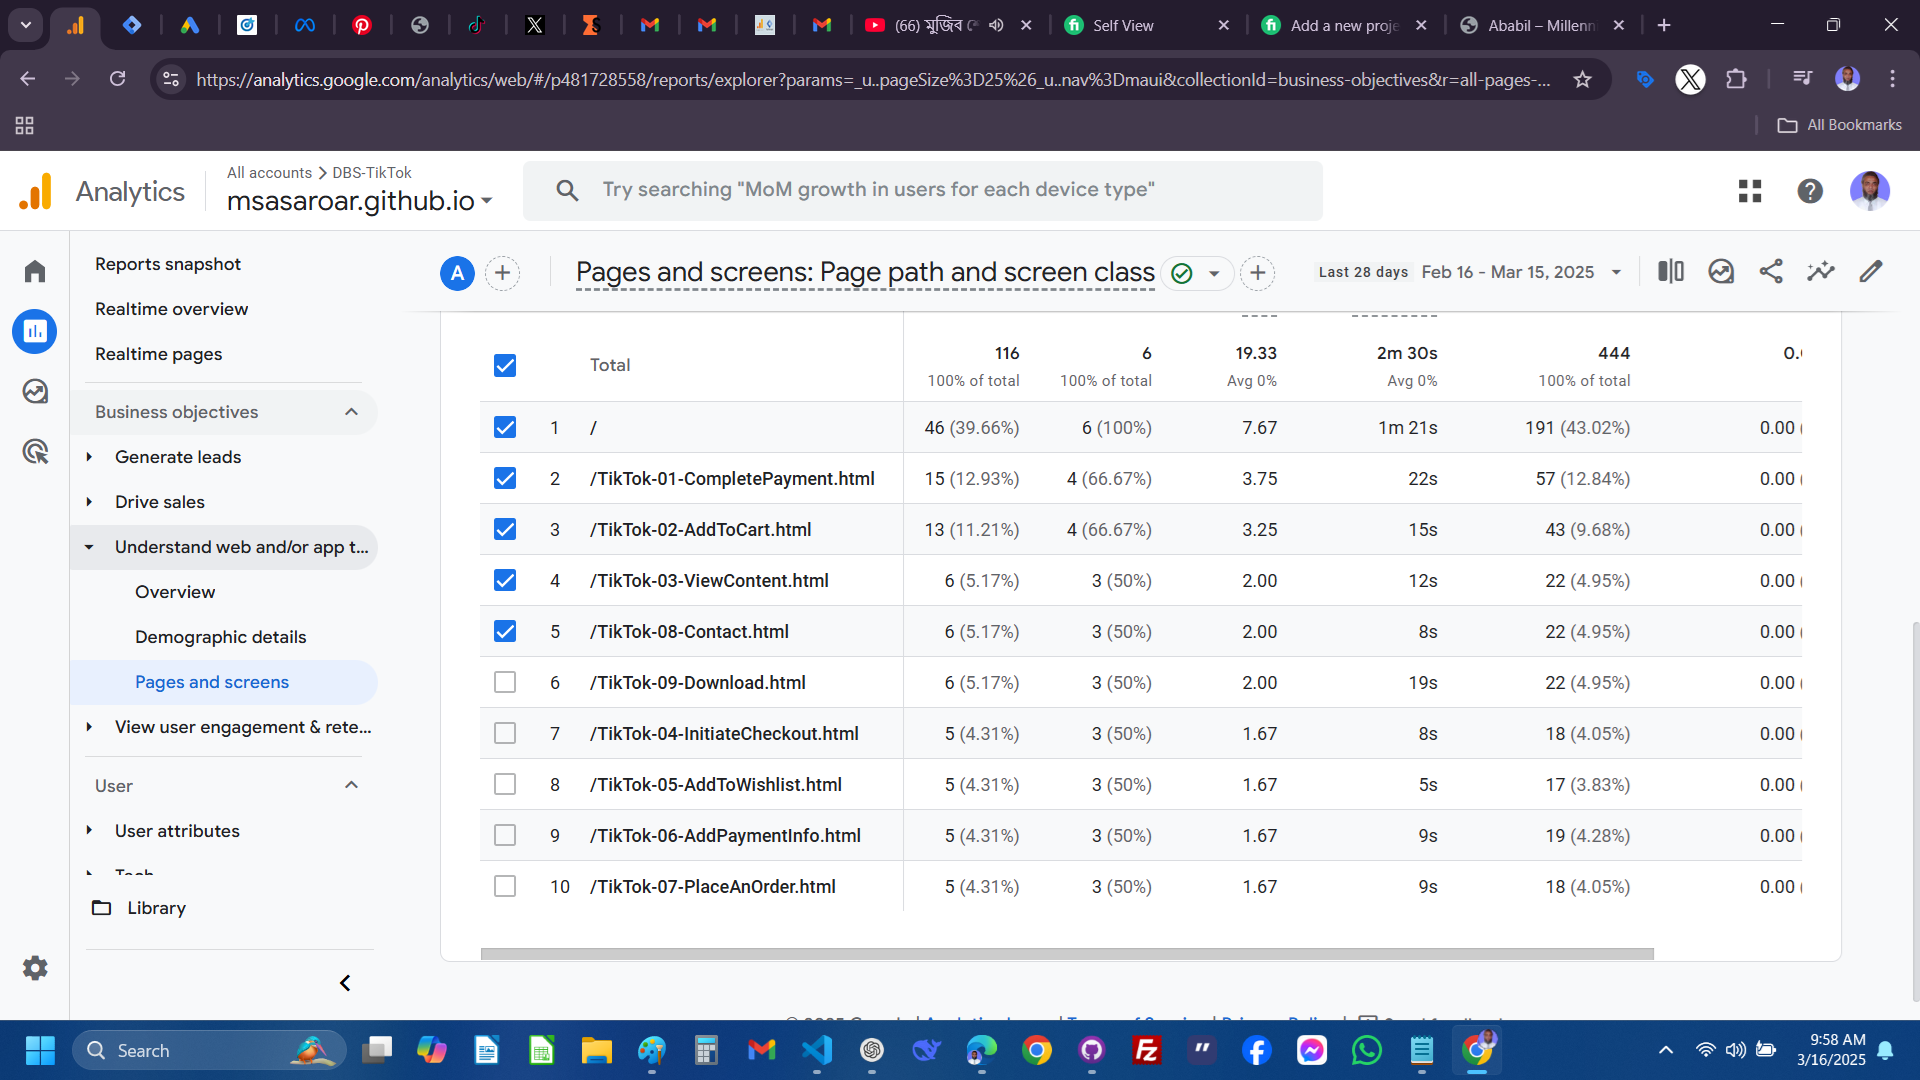 (66) মুজিব
Self View
Add a new proje
Ababil – Millenn
https://analytics.google.com/analytics/web/#/p481728558/reports/explorer?params=_u..pageSize%3D25%26_u..nav%3Dmaui&collectionId=business-objectives&r=all-pages-...
All Bookmarks
Analytics
All accounts > DBS-TikTok
msasaroar.github.io
Try searching "MoM growth in users for each device type"
Reports snapshot
Realtime overview
Realtime pages
Business objectives
Generate leads
Drive sales
Understand web and/or app t...
Overview
Demographic details
Pages and screens
View user engagement & rete...
User
User attributes
Tech
Library
A
Pages and screens: Page path and screen class
Last 28 days Feb 16 - Mar 15, 2025
Total 116 6 19.33 2m 30s 444 0.
100% of total 100% of total Avg 0% Avg 0% 100% of total
1 / 46 (39.66%) 6 (100%) 7.67 1m 21s 191 (43.02%) 0.00 (
2 /TikTok-01-CompletePayment.html 15 (12.93%) 4 (66.67%) 3.75 22s 57 (12.84%) 0.00 (
3 /TikTok-02-AddToCart.html 13 (11.21%) 4 (66.67%) 3.25 15s 43 (9.68%) 0.00 (
4 /TikTok-03-ViewContent.html 6 (5.17%) 3 (50%) 2.00 12s 22 (4.95%) 0.00 (
5 /TikTok-08-Contact.html 6 (5.17%) 3 (50%) 2.00 8s 22 (4.95%) 0.00 (
6 /TikTok-09-Download.html 6 (5.17%) 3 (50%) 2.00 19s 22 (4.95%) 0.00 (
7 /TikTok-04-InitiateCheckout.html 5 (4.31%) 3 (50%) 1.67 8s 18 (4.05%) 0.00 (
8 /TikTok-05-AddToWishlist.html 5 (4.31%) 3 (50%) 1.67 5s 17 (3.83%) 0.00 (
9 /TikTok-06-AddPaymentInfo.html 5 (4.31%) 3 (50%) 1.67 9s 19 (4.28%) 0.00 (
10 /TikTok-07-PlaceAnOrder.html 5 (4.31%) 3 (50%) 1.67 9s 18 (4.05%) 0.00 (
Search
9:58 AM
3/16/2025